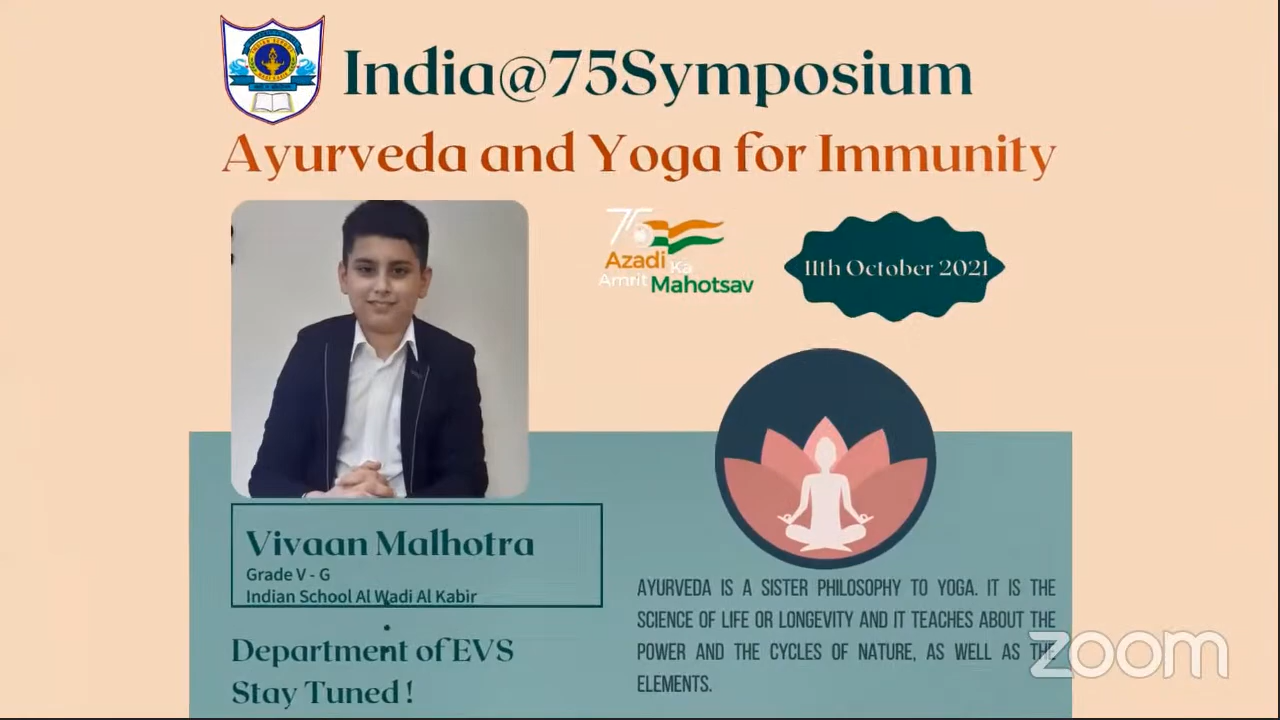 India@75Symposium
Ayurveda and Yoga for Immunity
75
Azadi
Ka
Amrit
Mahotsav
11th October 2021
Vivaan Malhotra
Grade V - G
Indian School Al Wadi Al Kabir
Department of EVS
Stay Tuned !
AYURVEDA IS A SISTER PHILOSOPHY TO YOGA. IT IS THE
SCIENCE OF LIFE OR LONGEVITY AND IT TEACHES ABOUT THE
POWER AND THE CYCLES OF NATURE, AS WELL AS THE
ELEMENTS.
zoom